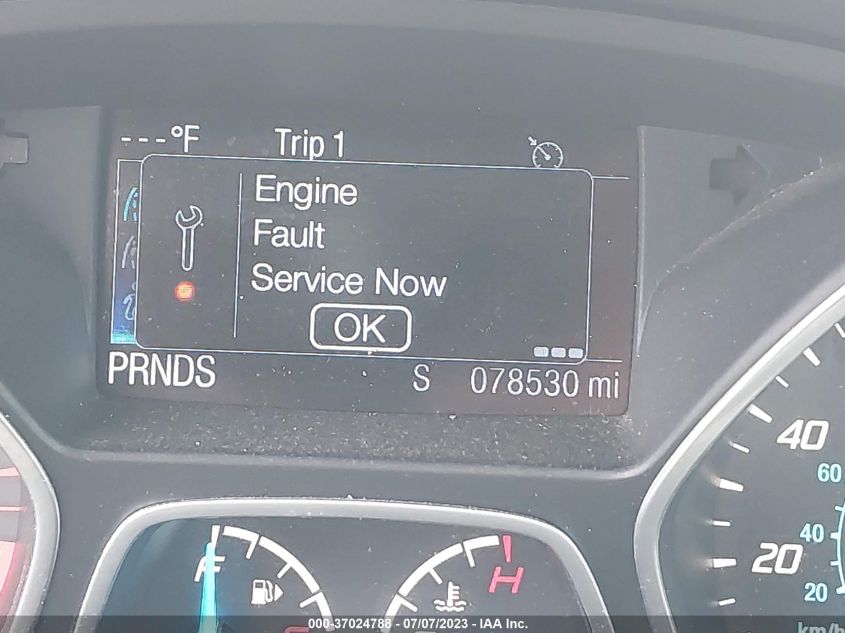 ---°F Trip 1
Engine
Fault
Service Now
OK
PRNDS S 078530 mi
40
60
F H 40
20
20
km/h
000-37024788 - 07/07/2023 - IAA Inc.